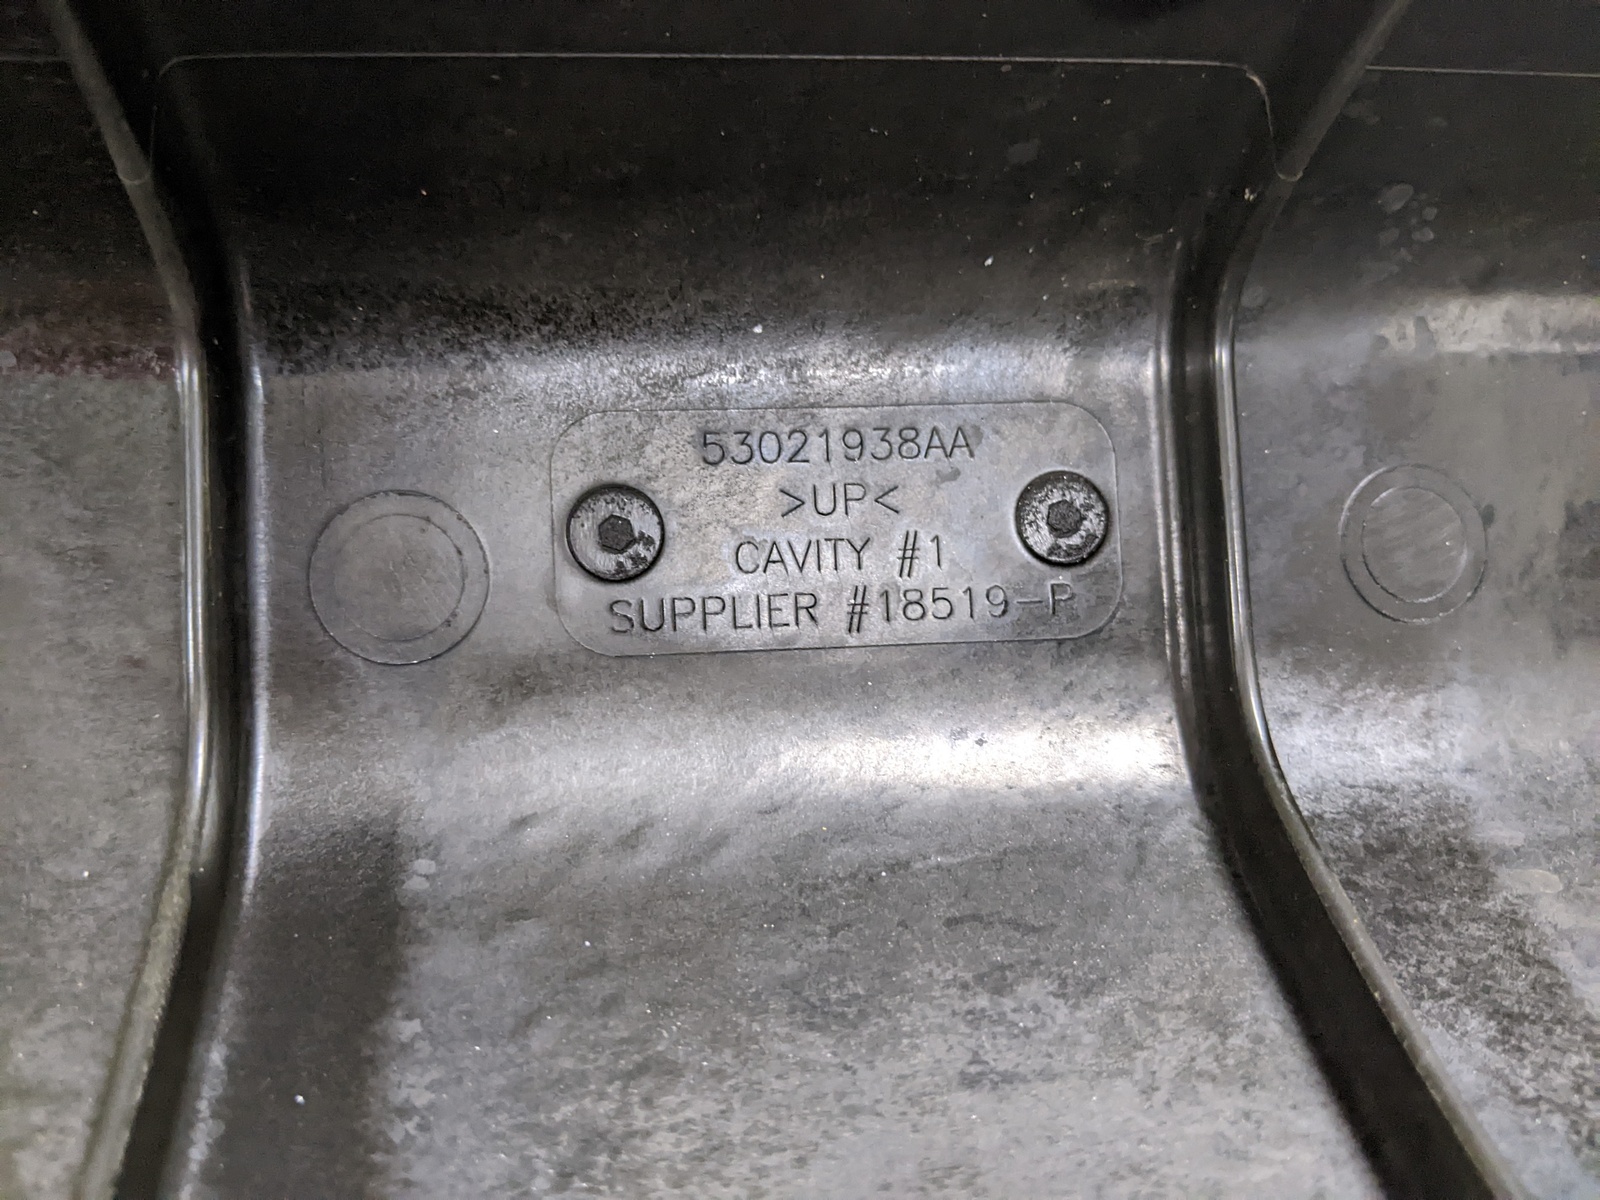 53021938AA
>UP<
CAVITY #1
SUPPLIER #18519-P